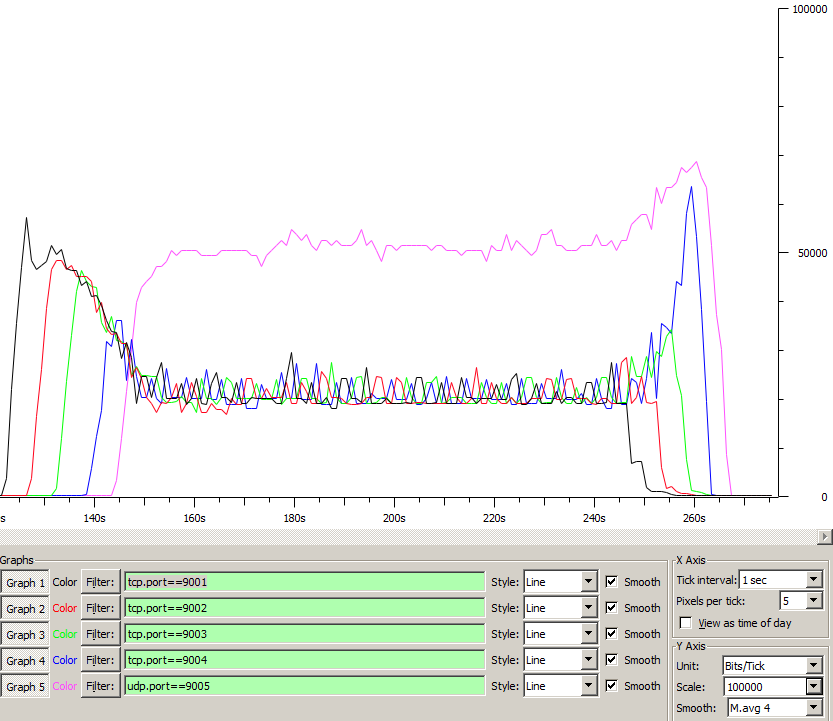 100000
50000
0
s 140s 160s 180s 200s 220s 240s 260s
Graphs
Graph 1 Color Filter: tcp.port==9001 Style: Line Smooth
Graph 2 Color Filter: tcp.port==9002 Style: Line Smooth
Graph 3 Color Filter: tcp.port==9003 Style: Line Smooth
Graph 4 Color Filter: tcp.port==9004 Style: Line Smooth
Graph 5 Color Filter: udp.port==9005 Style: Line Smooth
X Axis
Tick interval: 1 sec
Pixels per tick: 5
View as time of day
Y Axis
Unit: Bits/Tick
Scale: 100000
Smooth: M.avg 4